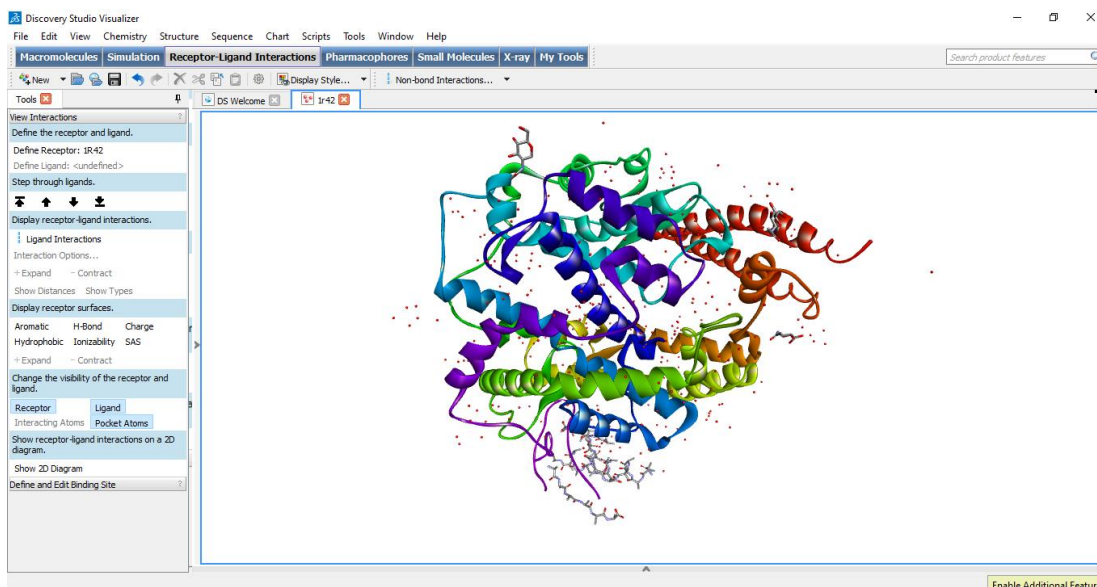 Discovery Studio Visualizer
File Edit View Chemistry Structure Sequence Chart Scripts Tools Window Help
Macromolecules Simulation Receptor-Ligand Interactions Pharmacophores Small Molecules X-ray My Tools
Search product features
New Display Style... Non-bond Interactions...
Tools DS Welcome 1r42
View Interactions ?
Define the receptor and ligand.
Define Receptor: 1R42
Define Ligand: <undefined>
Step through ligands.
Display receptor-ligand interactions.
Ligand Interactions
Interaction Options...
+ Expand - Contract
Show Distances Show Types
Display receptor surfaces.
Aromatic H-Bond Charge
Hydrophobic Ionizability SAS
+ Expand - Contract
Change the visibility of the receptor and
ligand.
Receptor Ligand
Interacting Atoms Pocket Atoms
Show receptor-ligand interactions on a 2D
diagram.
Show 2D Diagram
Define and Edit Binding Site ?
Enable Additional Featur